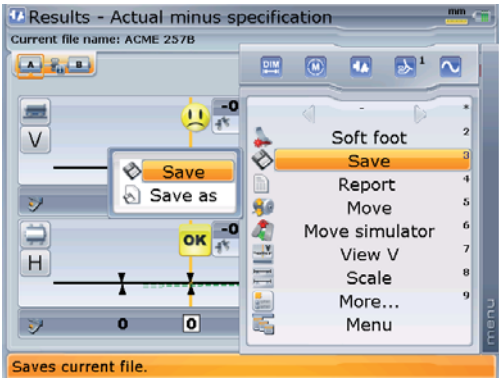 Results - Actual minus specification
mm
Current file name: ACME 257B
A
B
DIM
M
1
-0
V
Save
Save as
OK
-0
H
0
0
-
*
Soft foot 2
Save 3
Report 4
Move 5
Move simulator 6
View V 7
Scale 8
More... 9
Menu
menu
Saves current file.